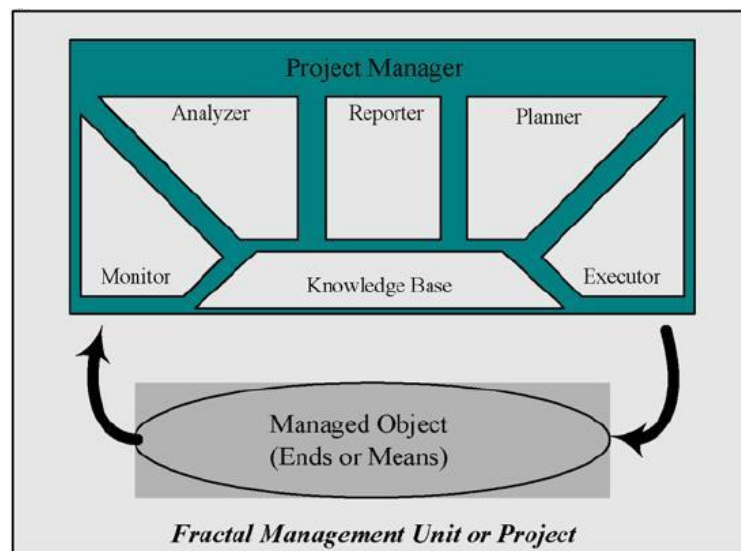 Project Manager
Analyzer
Reporter
Planner
Monitor
Knowledge Base
Executor
Managed Object
(Ends or Means)
Fractal Management Unit or Project